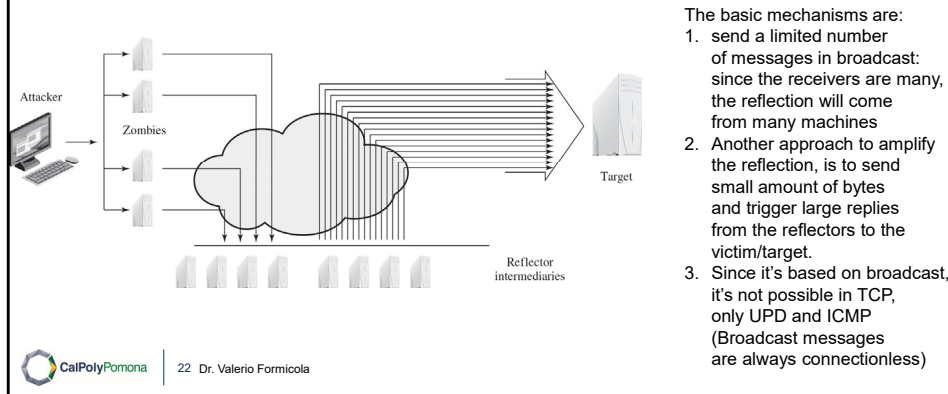 Attacker
Zombies
Target
Reflector
intermediaries
The basic mechanisms are:
1. send a limited number
of messages in broadcast:
since the receivers are many,
the reflection will come
from many machines
2. Another approach to amplify
the reflection, is to send
small amount of bytes
and trigger large replies
from the reflectors to the
victim/target.
3. Since it's based on broadcast,
it's not possible in TCP,
only UPD and ICMP
(Broadcast messages
are always connectionless)
CalPolyPomona
22 Dr. Valerio Formicola